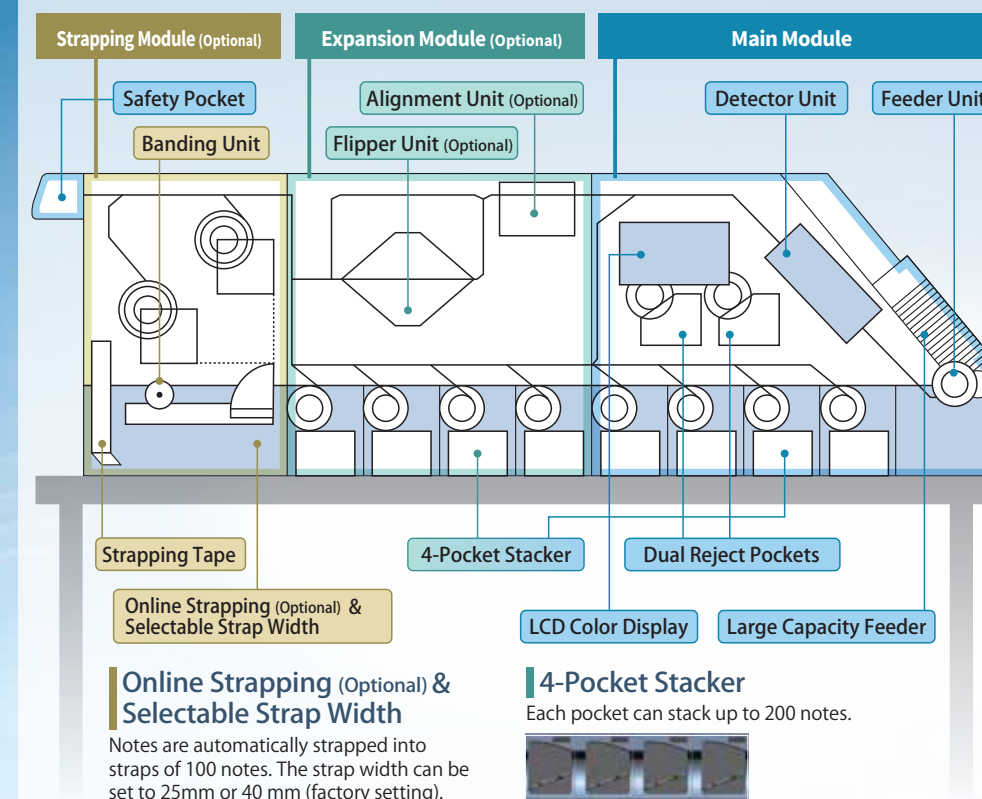 Strapping Module (Optional)
Expansion Module (Optional)
Main Module
Safety Pocket
Alignment Unit (Optional)
Detector Unit
Feeder Unit
Banding Unit
Flipper Unit (Optional)
Strapping Tape
4-Pocket Stacker
Dual Reject Pockets
Online Strapping (Optional) &
Selectable Strap Width
LCD Color Display
Large Capacity Feeder
Online Strapping (Optional) &
Selectable Strap Width
Notes are automatically strapped into
straps of 100 notes. The strap width can be
set to 25mm or 40 mm (factory setting).
4-Pocket Stacker
Each pocket can stack up to 200 notes.